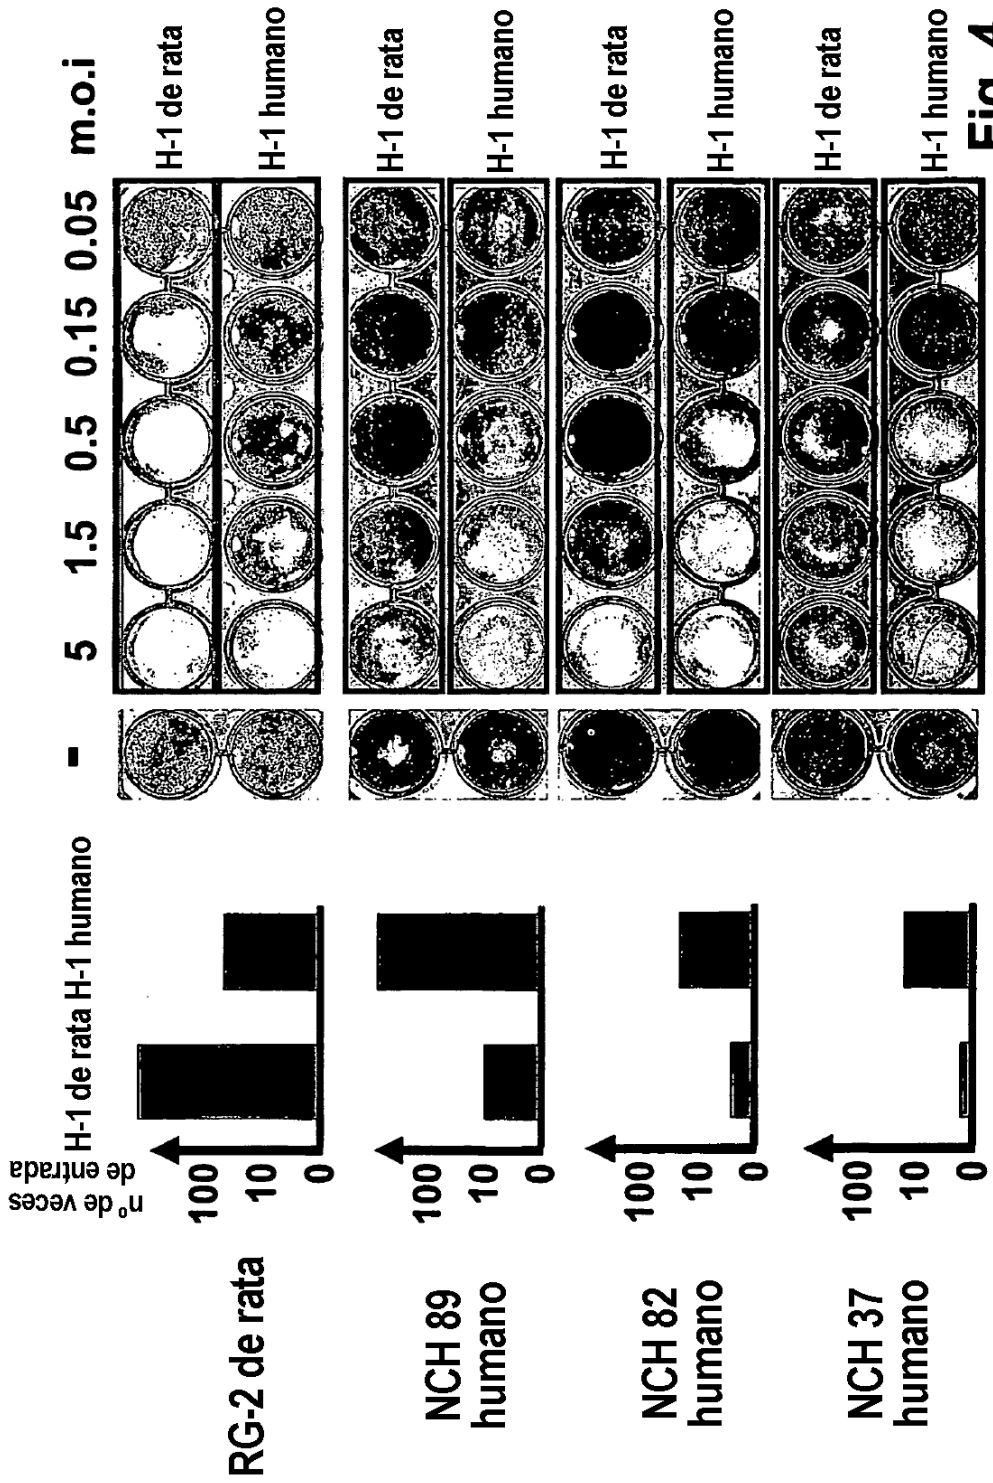 H-1 de rata H-1 humano
- 5 1.5 0.5 0.15 0.05 m.o.i
nº de veces
de entrada
RG-2 de rata
100
10
0
H-1 de rata
H-1 humano
NCH 89
humano
100
10
0
H-1 de rata
H-1 humano
NCH 82
humano
100
10
0
H-1 de rata
H-1 humano
NCH 37
humano
100
10
0
H-1 de rata
H-1 humano
Fig. 4